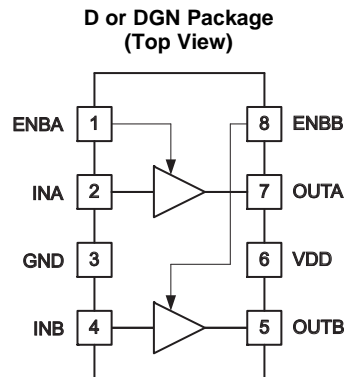 D or DGN Package
(Top View)
ENBA 1 8 ENBB
INA 2 7 OUTA
GND 3 6 VDD
INB 4 5 OUTB